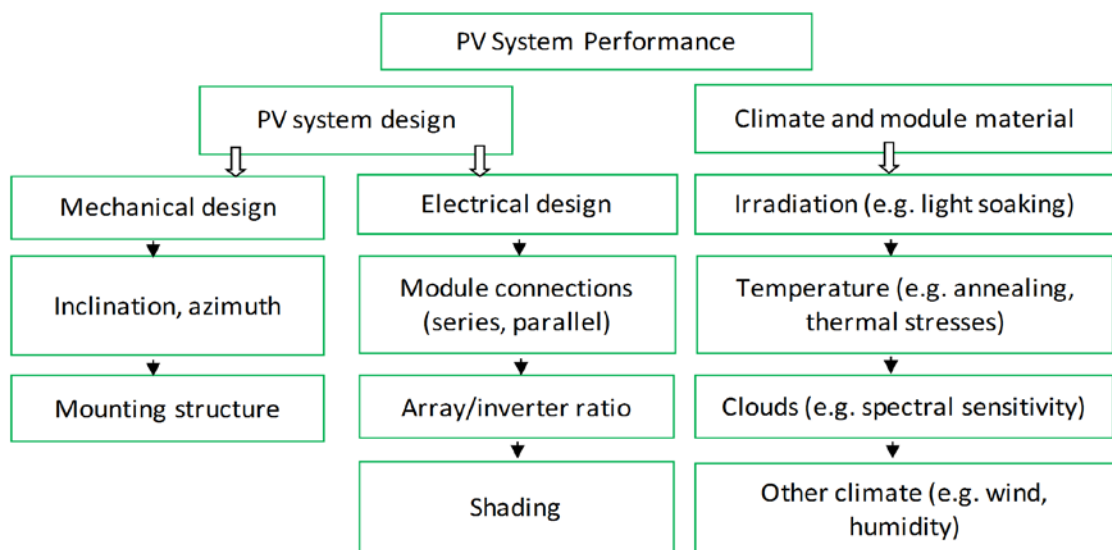 PV System Performance
PV system design
Climate and module material
Mechanical design
Electrical design
Irradiation (e.g. light soaking)
Inclination, azimuth
Module connections
(series, parallel)
Temperature (e.g. annealing,
thermal stresses)
Mounting structure
Array/inverter ratio
Clouds (e.g. spectral sensitivity)
Shading
Other climate (e.g. wind,
humidity)